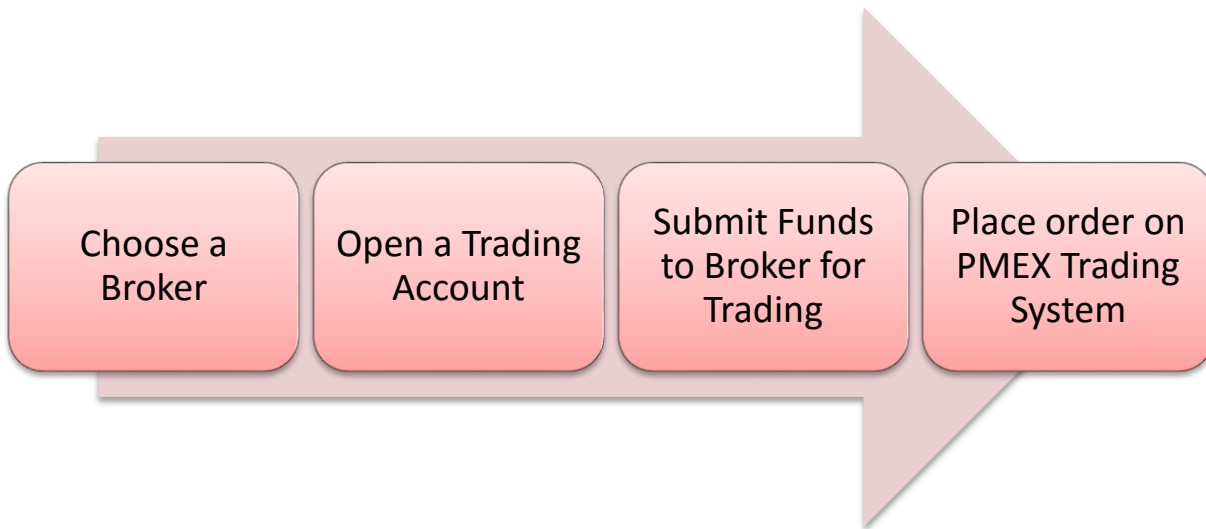 Choose a
Broker
Open a Trading
Account
Submit Funds
to Broker for
Trading
Place order on
PMEX Trading
System